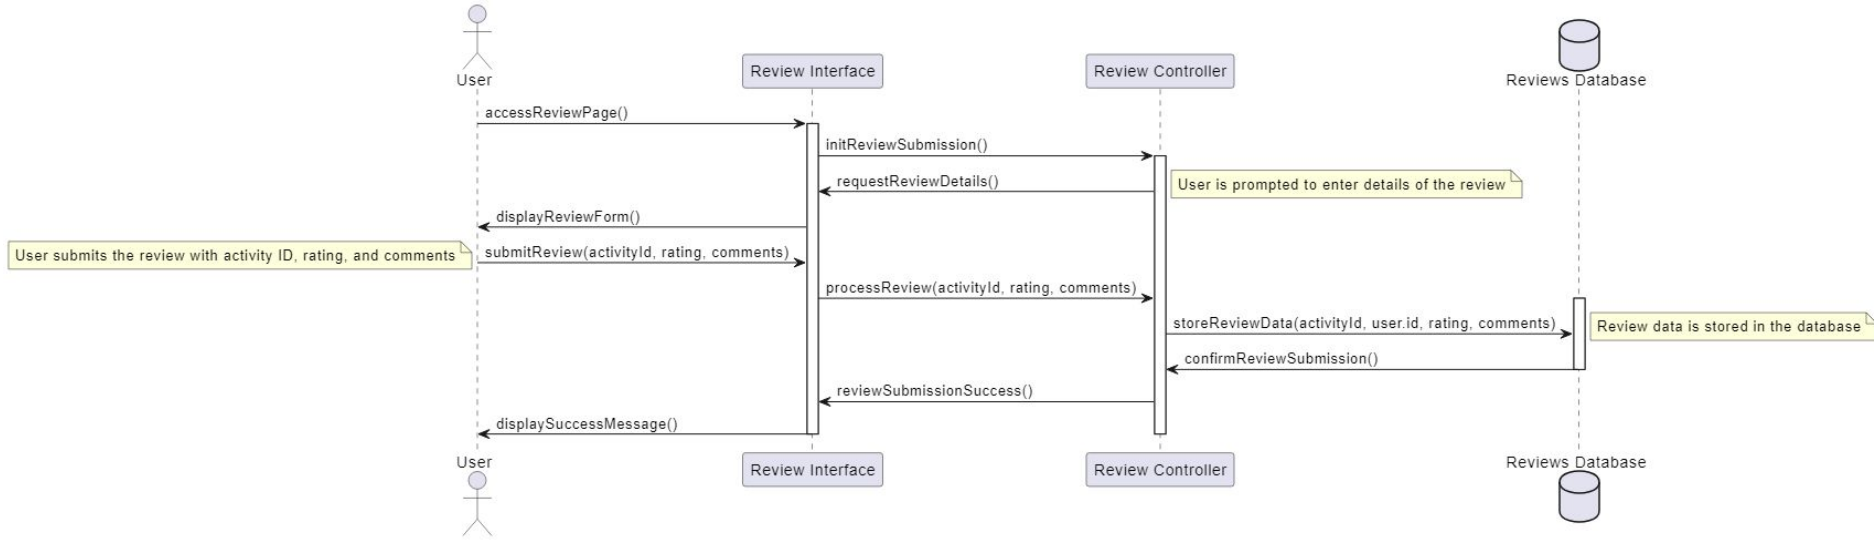 User
Review Interface
Review Controller
Reviews Database
accessReviewPage()
initReviewSubmission()
requestReviewDetails()
User is prompted to enter details of the review
displayReviewForm()
User submits the review with activity ID, rating, and comments
submitReview(activityId, rating, comments)
processReview(activityId, rating, comments)
storeReviewData(activityId, user.id, rating, comments)
Review data is stored in the database
confirmReviewSubmission()
reviewSubmissionSuccess()
displaySuccessMessage()
User
Review Interface
Review Controller
Reviews Database